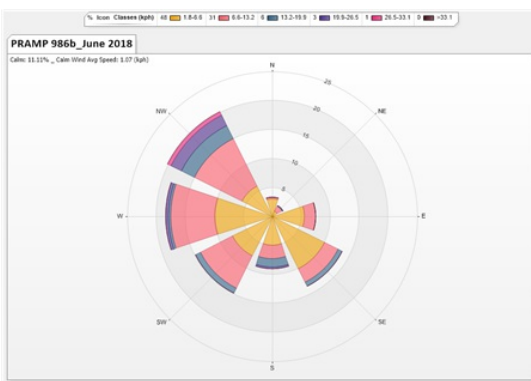 % Icon Classes (kph) 48 1.8-6.6 31 6.6-13.2 6 13.2-19.9 3 19.9-26.5 1 26.5-33.1 0 >33.1
PRAMP 986b_June 2018
Calm: 11.11% _ Calm Wind Avg Speed: 1.07 (kph)
N
25
NW
NE
20
15
10
5
W
E
SW
SE
S